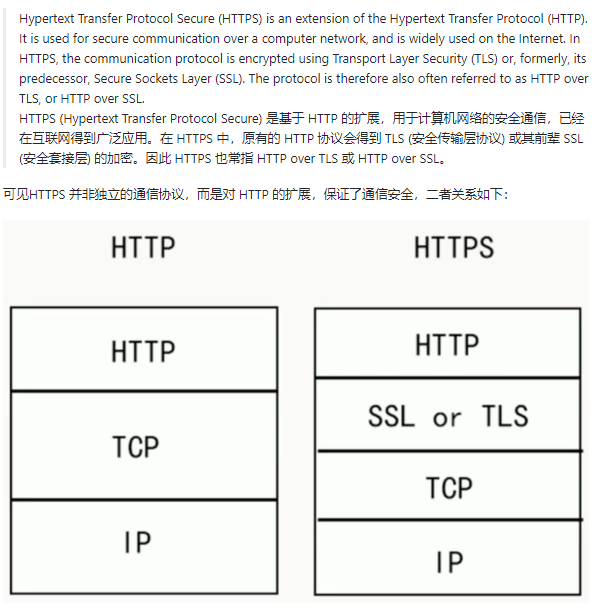 Hypertext Transfer Protocol Secure (HTTPS) is an extension of the Hypertext Transfer Protocol (HTTP).
It is used for secure communication over a computer network, and is widely used on the Internet. In
HTTPS, the communication protocol is encrypted using Transport Layer Security (TLS) or, formerly, its
predecessor, Secure Sockets Layer (SSL). The protocol is therefore also often referred to as HTTP over
TLS, or HTTP over SSL.
HTTPS (Hypertext Transfer Protocol Secure) 是基于 HTTP 的扩展，用于计算机网络的安全通信，已经
在互联网得到广泛应用。在 HTTPS 中，原有的 HTTP 协议会得到 TLS (安全传输层协议) 或其前辈 SSL
(安全套接层) 的加密。因此 HTTPS 也常指 HTTP over TLS 或 HTTP over SSL。
可见HTTPS 并非独立的通信协议，而是对 HTTP 的扩展，保证了通信安全，二者关系如下：
HTTP
HTTP
TCP
IP
HTTPS
HTTP
SSL or TLS
TCP
IP